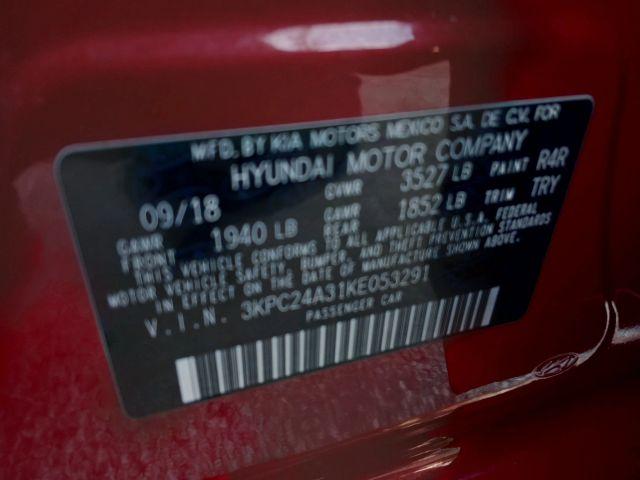 MFD. BY KIA MOTORS MEXICO S.A. DE C.V. FOR
HYUNDAI MOTOR COMPANY
09/18 GVWR 3527 LB PAINT R4R
GAWR FRONT 1940 LB GAWR REAR 1852 LB TRIM TRY
THIS VEHICLE CONFORMS TO ALL APPLICABLE U.S.A. FEDERAL
MOTOR VEHICLE SAFETY, BUMPER, AND THEFT PREVENTION STANDARDS
IN EFFECT ON THE DATE OF MANUFACTURE SHOWN ABOVE.
V.I.N. 3KPC24A31KE053291
PASSENGER CAR